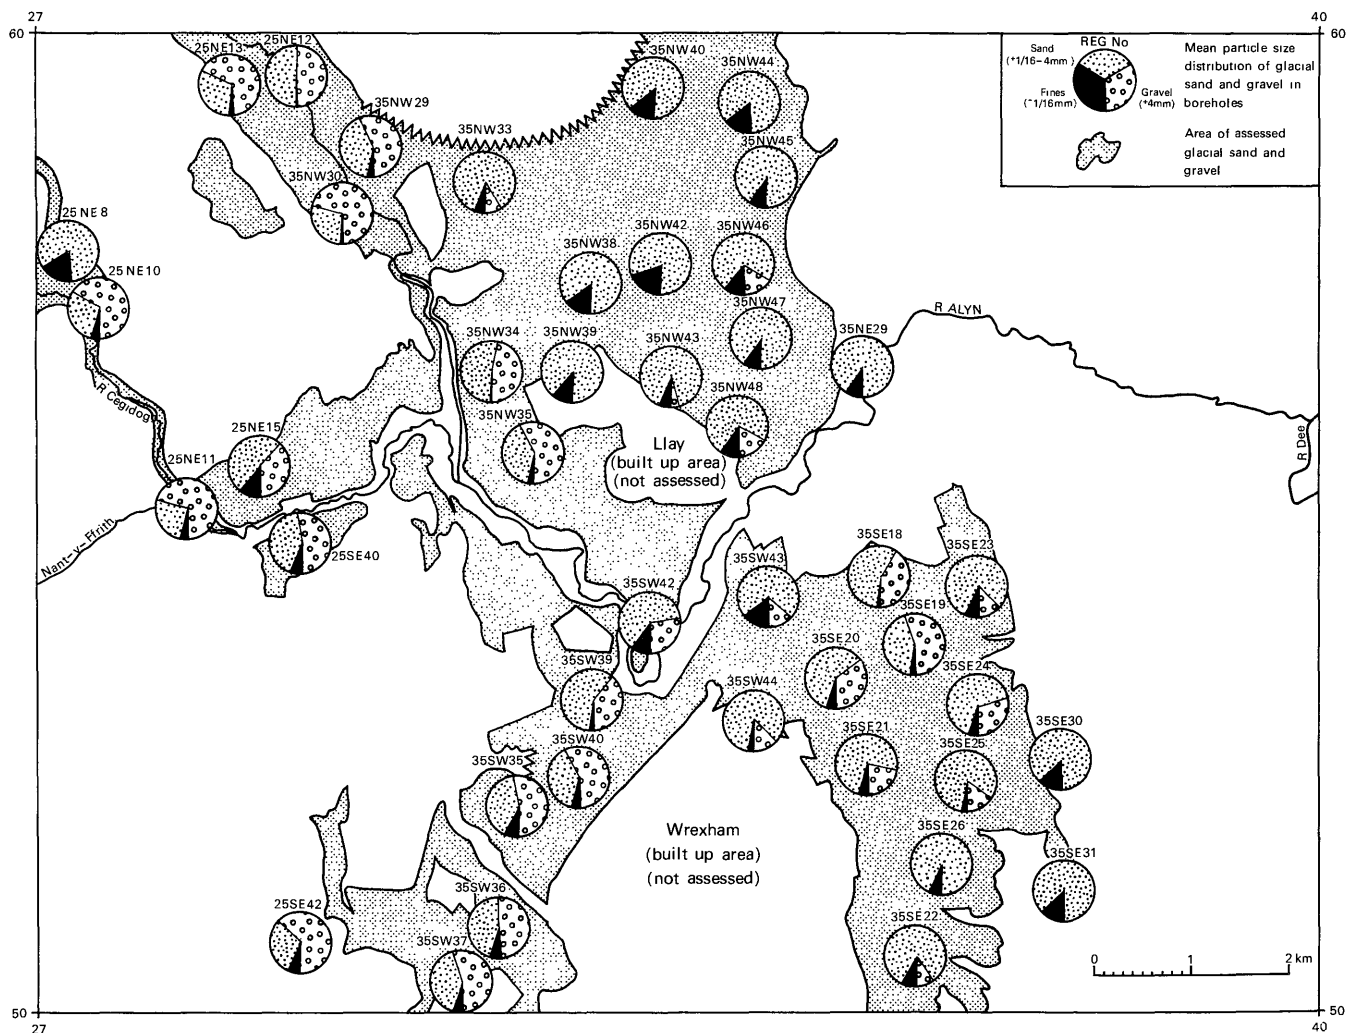 27
40
60
60
REG No
Sand
(+1/16-4mm)
Fines
(-1/16mm)
Gravel
(+4mm)
Mean particle size
distribution of glacial
sand and gravel in
boreholes
Area of assessed
glacial sand and
gravel
25NE13
25NE12
35NW40
35NW44
35NW29
35NW33
35NW45
35NW30
25NE8
35NW38
35NW42
35NW46
25NE10
35NW47
R ALYN
35NW34
35NW39
35NW43
35NE29
R Cegidog
35NW48
35NW35
25NE15
Llay
(built up area)
(not assessed)
R Dee
25NE11
Nant-y-Ffrith
25SE40
35SW43
35SE18
35SE23
35SW42
35SE19
35SE20
35SW39
35SE24
35SW44
35SE21
35SE25
35SE30
35SW40
35SW35
Wrexham
(built up area)
(not assessed)
35SE26
35SE31
35SW36
25SE42
35SE22
35SW37
0 1 2 km
50
50
27
40